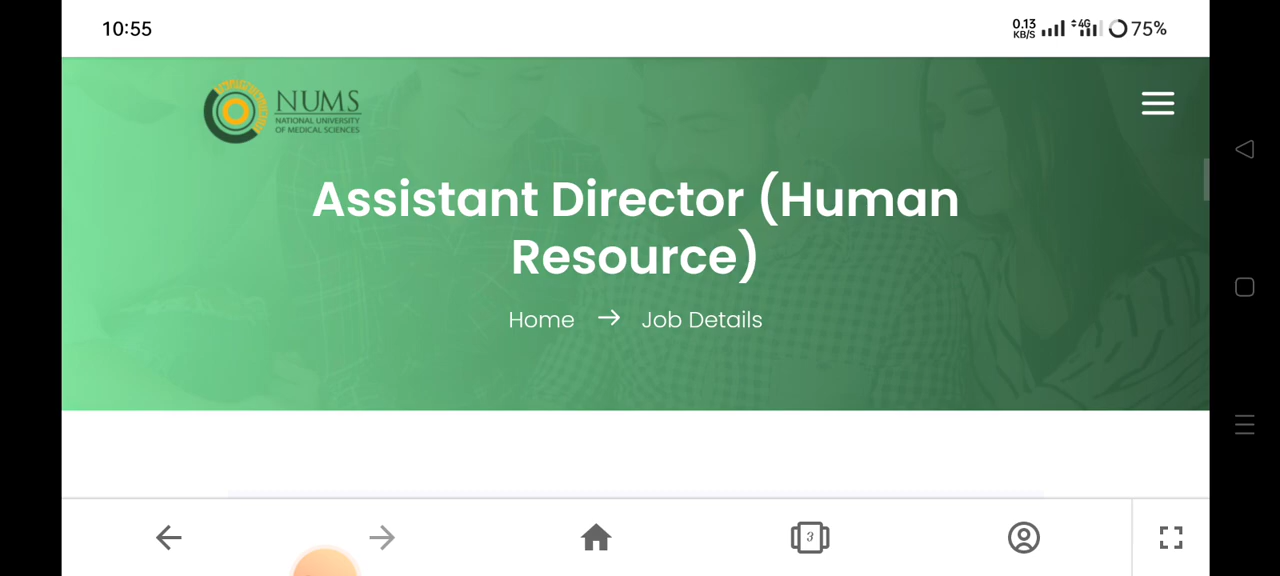 10:55
0.13 KB/S 4G 75%
NUMS
NATIONAL UNIVERSITY
OF MEDICAL SCIENCES
Assistant Director (Human
Resource)
Home → Job Details
3